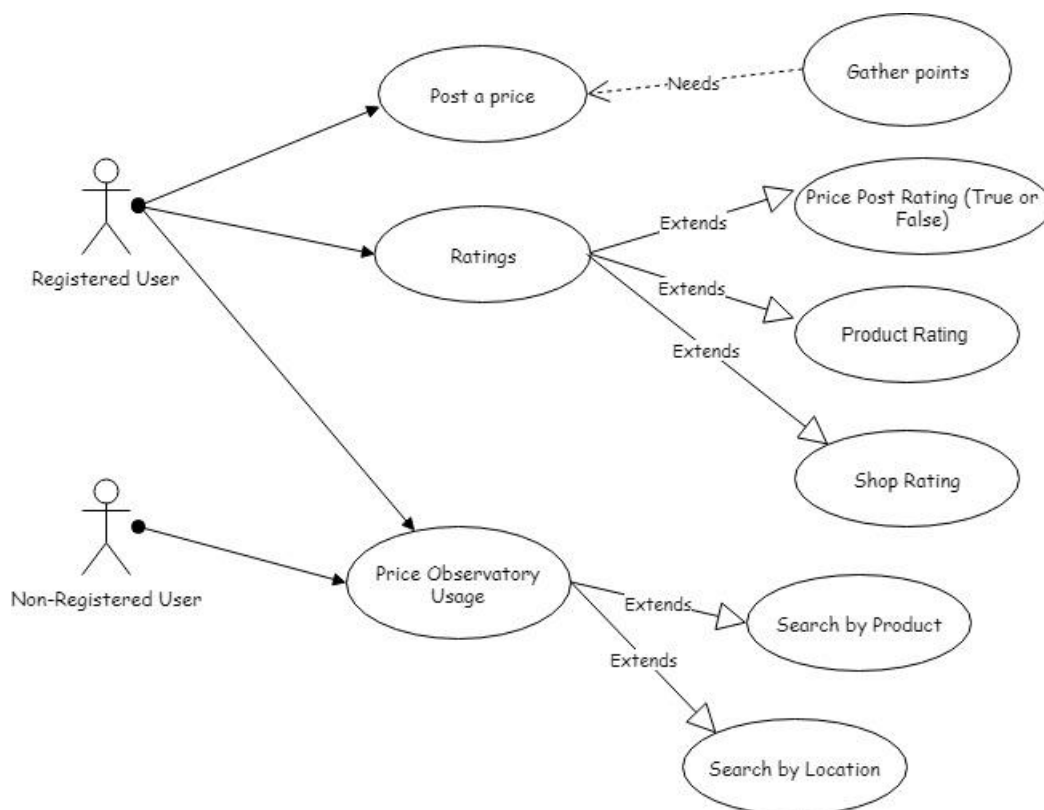 Post a price
Needs
Gather points
Registered User
Ratings
Extends
Price Post Rating (True or
False)
Extends
Product Rating
Extends
Shop Rating
Non-Registered User
Price Observatory
Usage
Extends
Search by Product
Extends
Search by Location